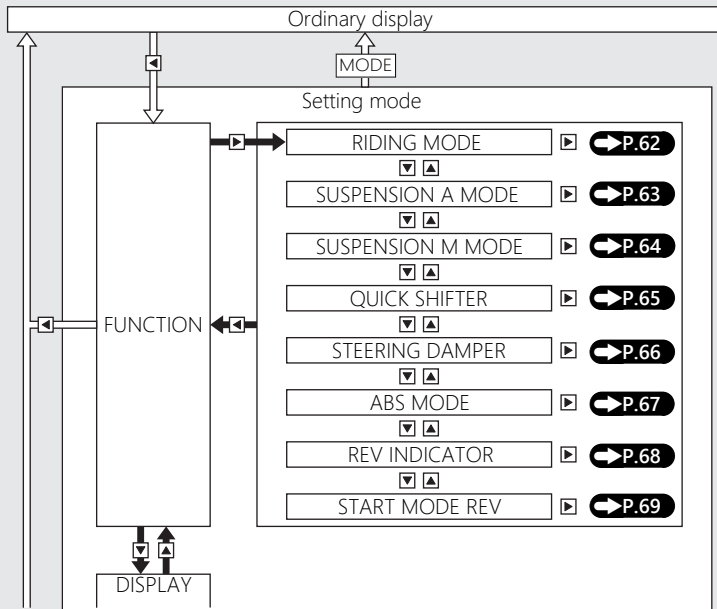 Ordinary display
MODE
Setting mode
FUNCTION
RIDING MODE P.62
SUSPENSION A MODE P.63
SUSPENSION M MODE P.64
QUICK SHIFTER P.65
STEERING DAMPER P.66
ABS MODE P.67
REV INDICATOR P.68
START MODE REV P.69
DISPLAY